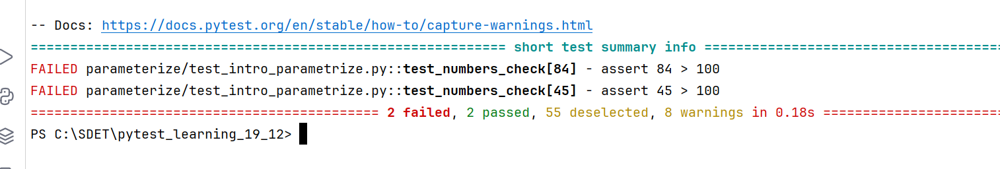 -- Docs: https://docs.pytest.org/en/stable/how-to/capture-warnings.html
============================================================ short test summary info =====================================
FAILED parameterize/test_intro_parametrize.py::test_numbers_check[84] - assert 84 > 100
FAILED parameterize/test_intro_parametrize.py::test_numbers_check[45] - assert 45 > 100
============================================ 2 failed, 2 passed, 55 deselected, 8 warnings in 0.18s =======================
PS C:\SDET\pytest_learning_19_12>